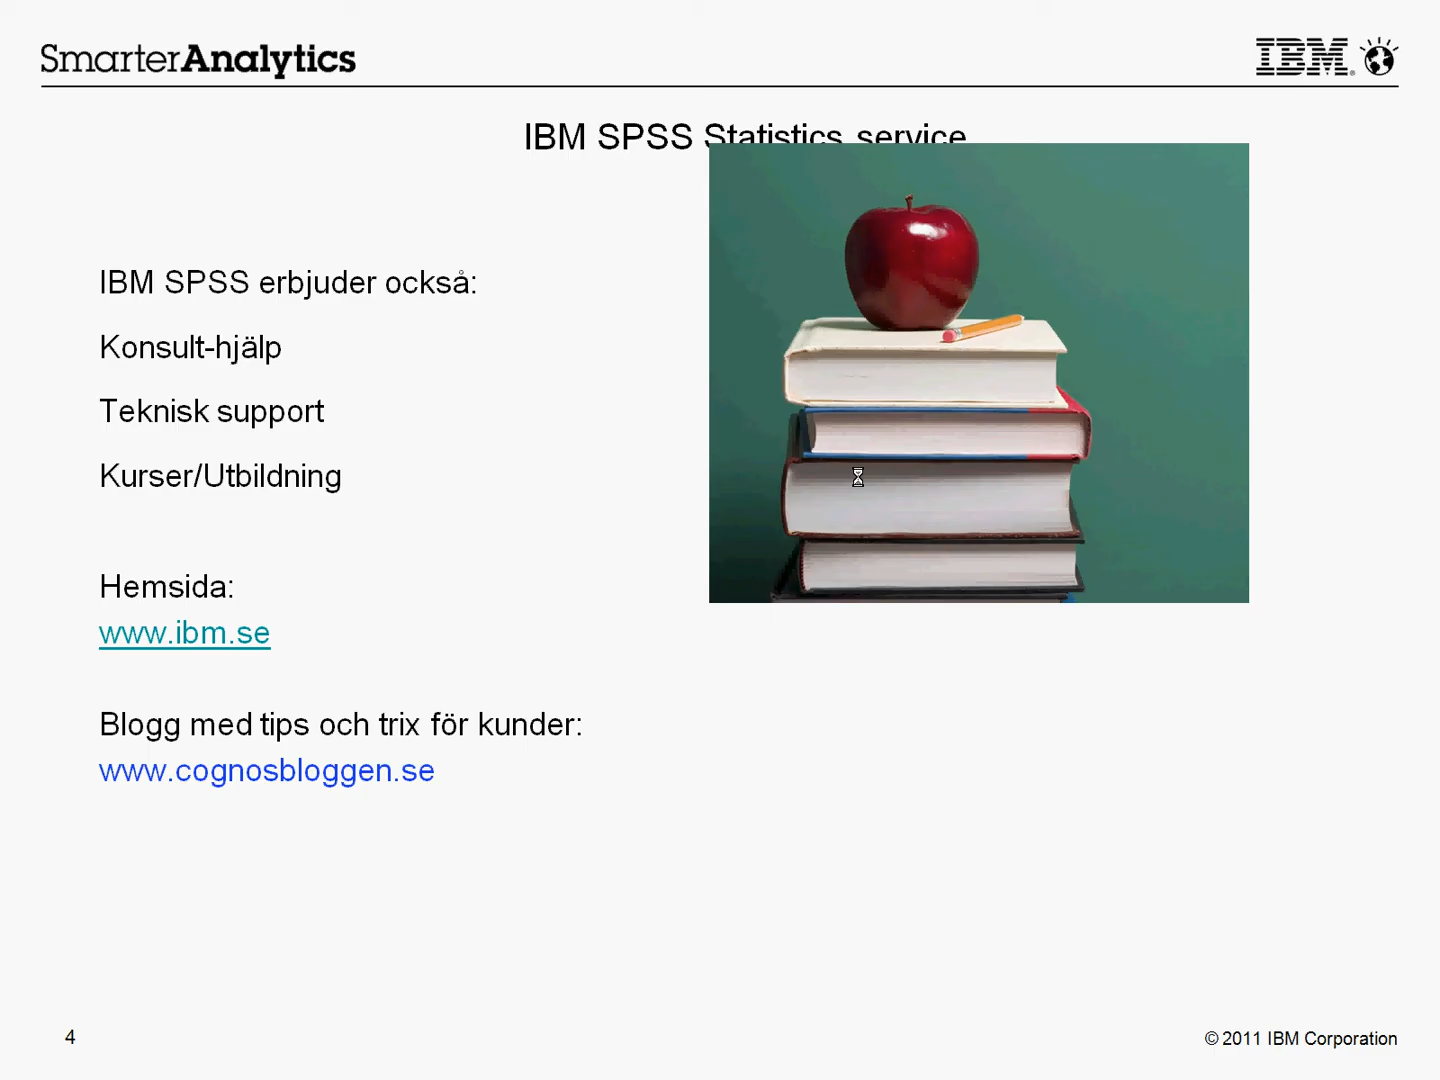 SmarterAnalytics
IBM
IBM SPSS Statistics service
IBM SPSS erbjuder också:
Konsult-hjälp
Teknisk support
Kurser/Utbildning
Hemsida:
www.ibm.se
Blogg med tips och trix för kunder:
www.cognosbloggen.se
4
© 2011 IBM Corporation